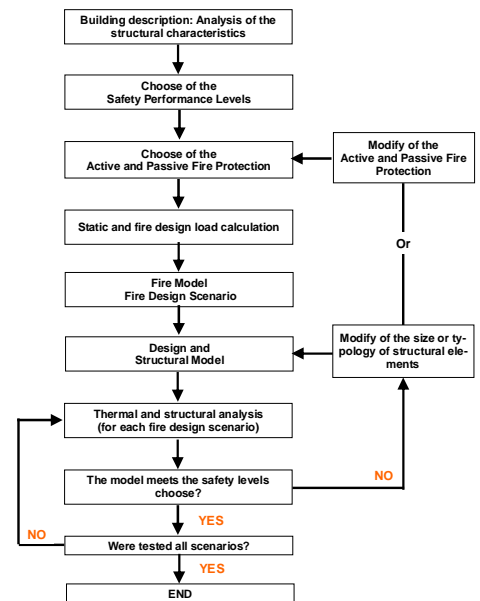 Building description: Analysis of the
structural characteristics
Choose of the
Safety Performance Levels
Choose of the
Active and Passive Fire Protection
Modify of the
Active and Passive Fire
Protection
Static and fire design load calculation
Or
Fire Model
Fire Design Scenario
Design and
Structural Model
Modify of the size or ty-
pology of structural ele-
ments
Thermal and structural analysis
(for each fire design scenario)
The model meets the safety levels
choose?
NO
YES
NO
Were tested all scenarios?
YES
END